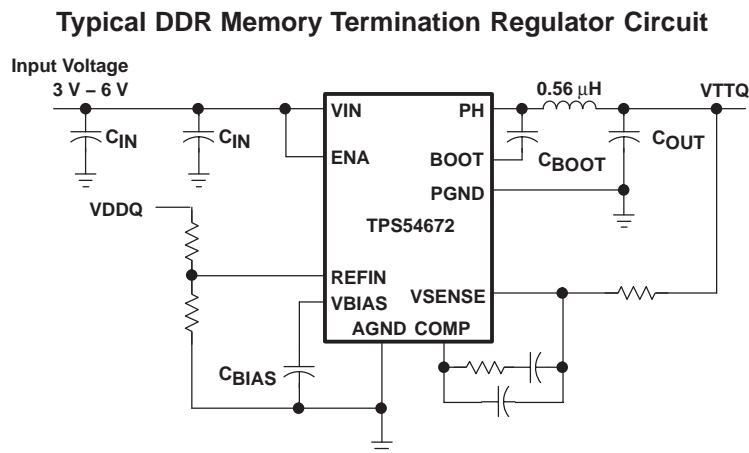 Typical DDR Memory Termination Regulator Circuit
Input Voltage
3 V – 6 V
0.56 μH
VTTQ
VIN
PH
CIN
CIN
COUT
ENA
BOOT
CBOOT
PGND
VDDQ
TPS54672
REFIN
VBIAS
VSENSE
AGND COMP
CBIAS